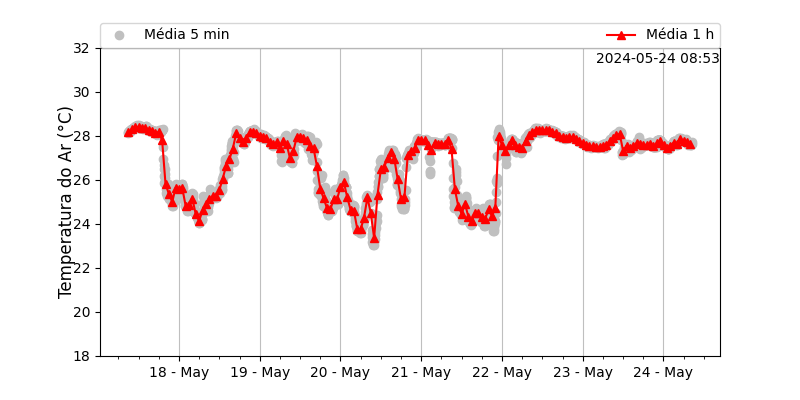 Média 5 min
Média 1 h
2024-05-24 08:53
Temperatura do Ar (°C)
32
30
28
26
24
22
20
18
18 - May
19 - May
20 - May
21 - May
22 - May
23 - May
24 - May